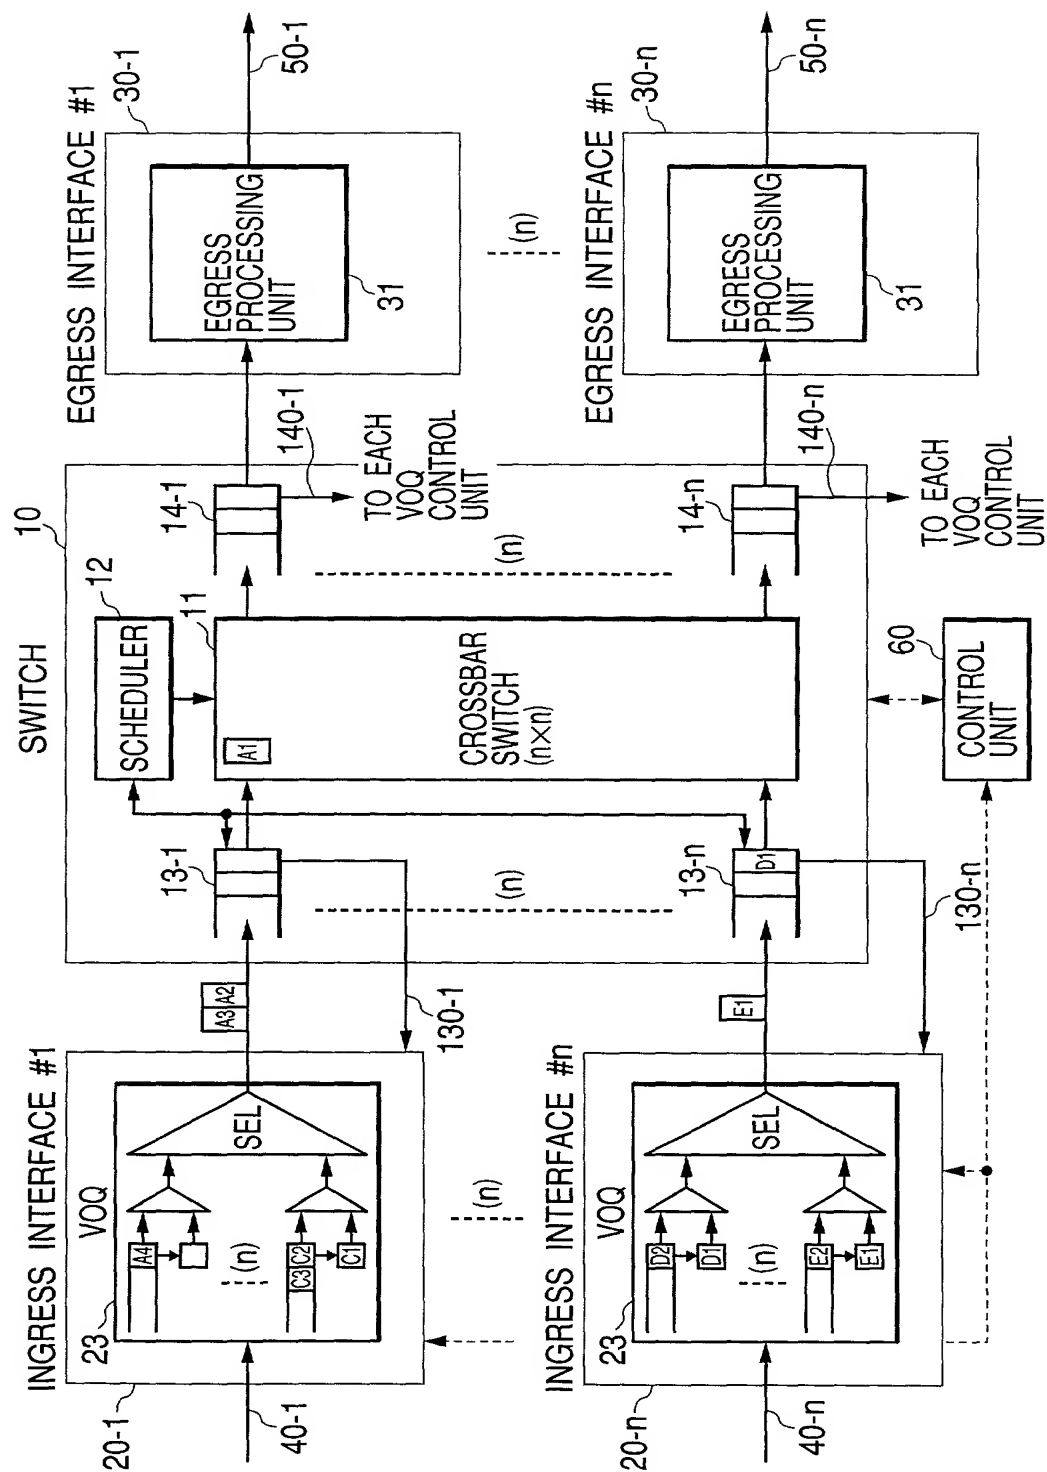 SWITCH
10
INGRESS INTERFACE #1
20-1
40-1
23
VOQ
A4
(n)
C3
C2
C1
SEL
A3
A2
130-1
13-1
SCHEDULER
12
11
A1
CROSSBAR
SWITCH
(n×n)
14-1
140-1
TO EACH
VOQ
CONTROL
UNIT
EGRESS INTERFACE #1
30-1
EGRESS
PROCESSING
UNIT
31
50-1
(n)
(n)
(n)
(n)
INGRESS INTERFACE #n
20-n
40-n
23
VOQ
D2
D1
(n)
E2
E1
SEL
E1
130-n
13-n
D1
60
CONTROL
UNIT
14-n
140-n
TO EACH
VOQ
CONTROL
UNIT
EGRESS INTERFACE #n
30-n
EGRESS
PROCESSING
UNIT
31
50-n